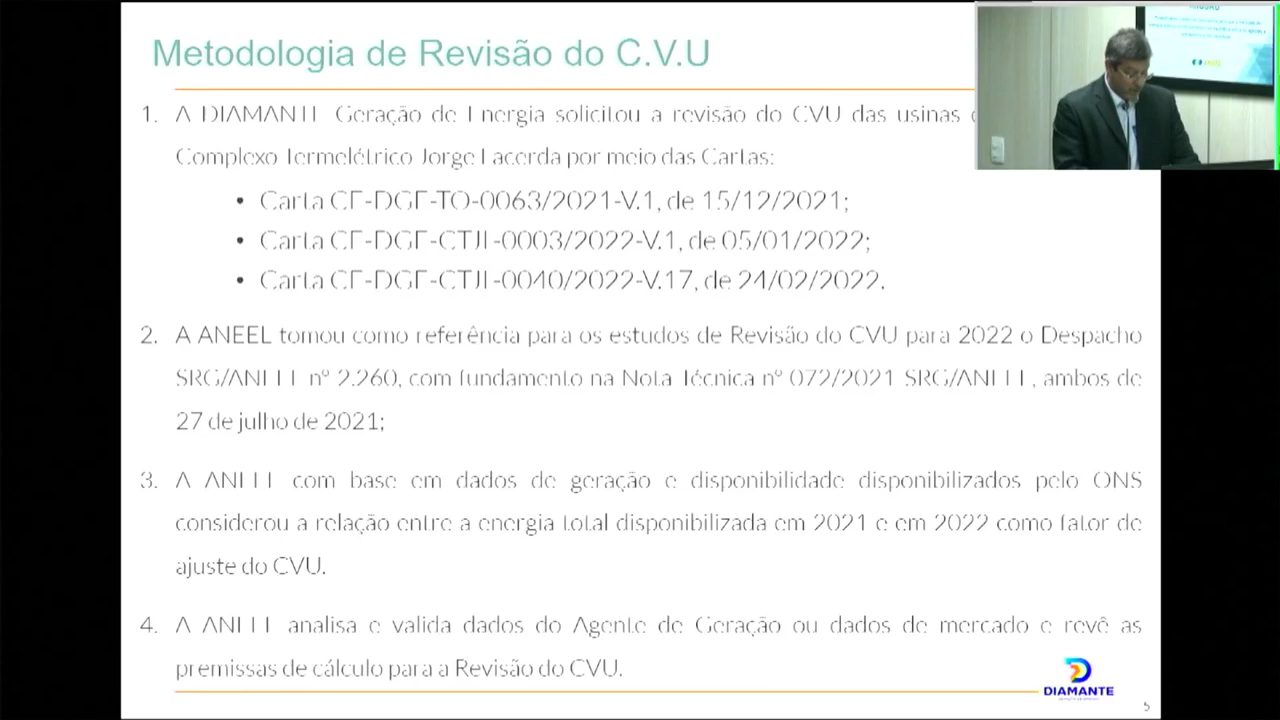 Metodologia de Revisão do C.V.U
1. A DIAMANTE Geração de Energia solicitou a revisão do CVU das usinas
Complexo Termelétrico Jorge Lacerda por meio das Cartas:
• Carta CE-DGE-TO-0063/2021-V.1, de 15/12/2021;
• Carta CE-DGE-CTJL-0003/2022-V.1, de 05/01/2022;
• Carta CE-DGE-CTJL-0040/2022-V.17, de 24/02/2022.
2. A ANEEL tomou como referência para os estudos de Revisão do CVU para 2022 o Despacho
SRG/ANEEL nº 2.260, com fundamento na Nota Técnica nº 072/2021 SRG/ANEEL, ambos de
27 de julho de 2021;
3. A ANEEL com base em dados de geração e disponibilidade disponibilizados pelo ONS
considerou a relação entre a energia total disponibilizada em 2021 e em 2022 como fator de
ajuste do CVU.
4. A ANEEL analisa e valida dados do Agente de Geração ou dados de mercado e revê as
premissas de cálculo para a Revisão do CVU.
DIAMANTE
5